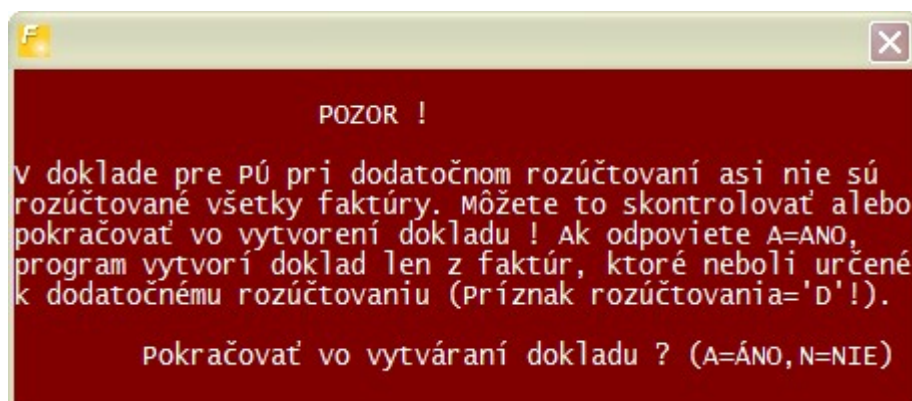 F
POZOR !
V doklade pre PÚ pri dodatočnom rozúčtovaní asi nie sú
rozúčtované všetky faktúry. Môžete to skontrolovať alebo
pokračovať vo vytvorení dokladu ! Ak odpoviete A=ANO,
program vytvorí doklad len z faktúr, ktoré neboli určené
k dodatočnému rozúčtovaniu (Príznak rozúčtovania='D'!).
Pokračovať vo vytváraní dokladu ? (A=ÁNO,N=NIE)